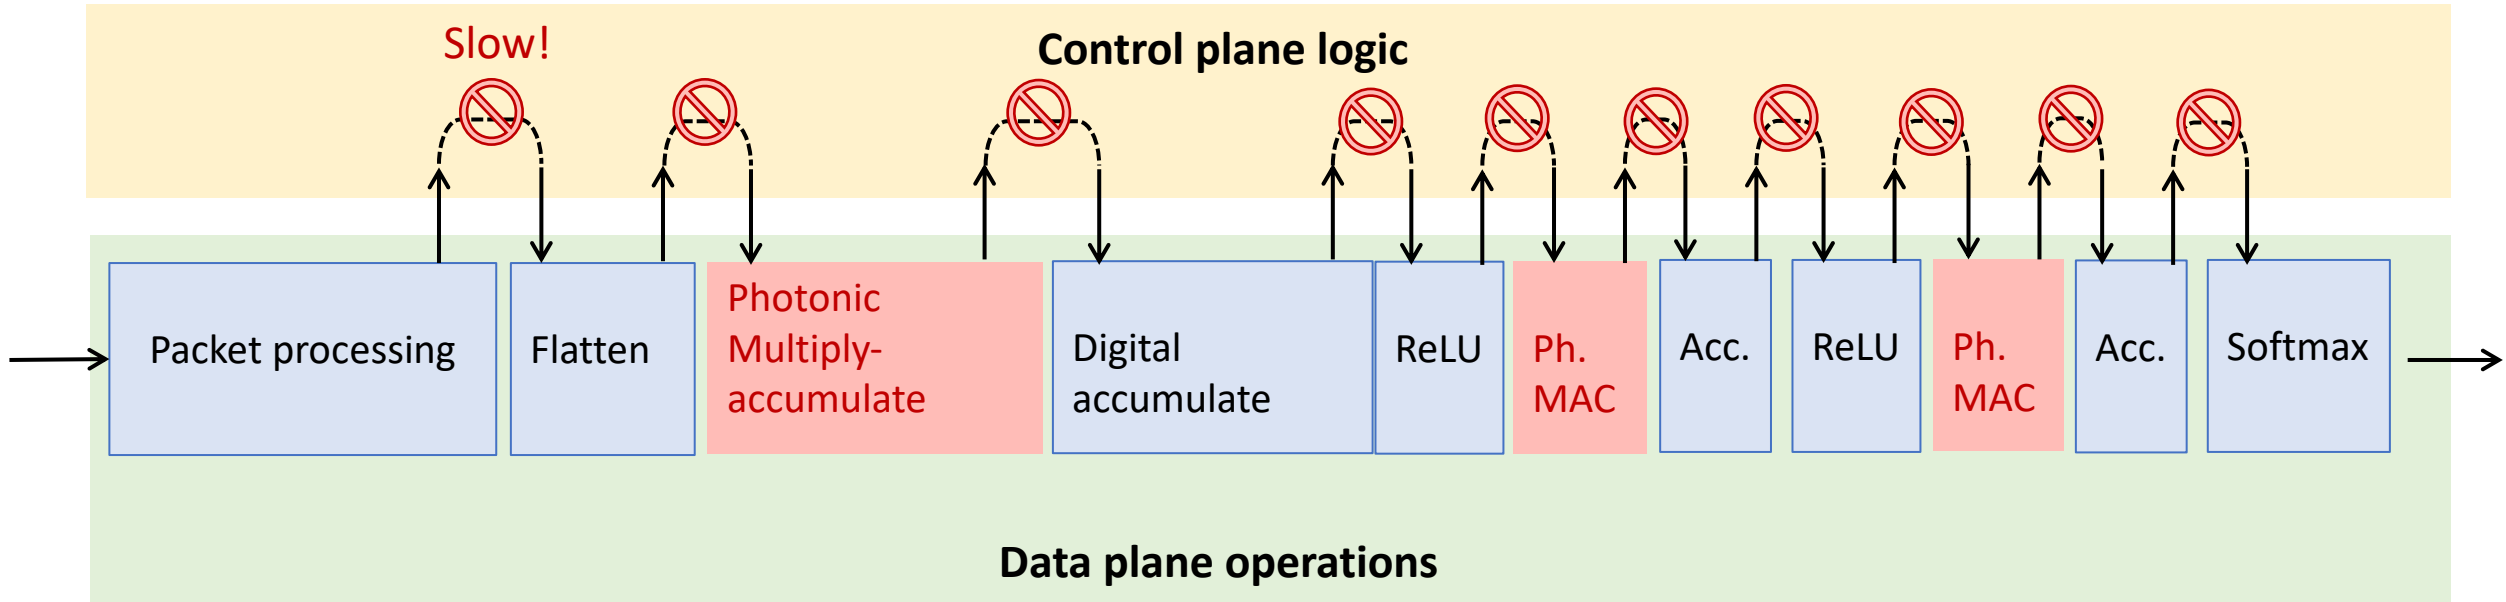 Slow!
Control plane logic
Packet processing
Flatten
Photonic
Multiply-
accumulate
Digital
accumulate
ReLU
Ph.
MAC
Acc.
ReLU
Ph.
MAC
Acc.
Softmax
Data plane operations